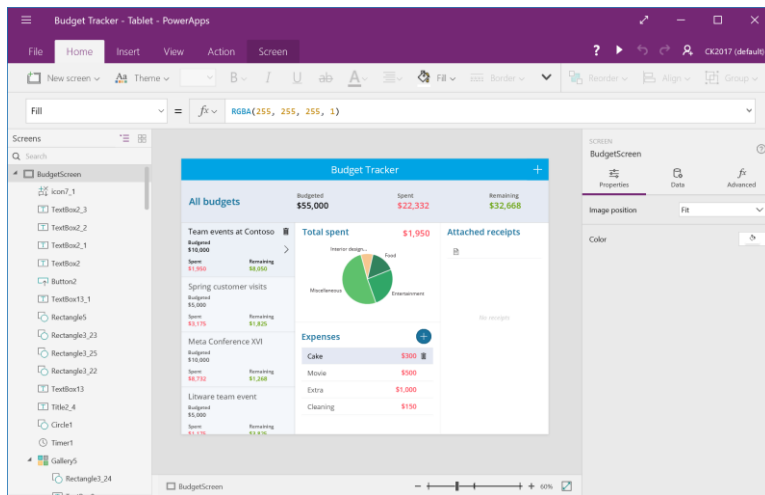 Budget Tracker - Tablet - PowerApps
File Home Insert View Action Screen ? CK2017 (default)
New screen Theme B I U ab A Fill Border Reorder Align Group
Fill = fx RGBA(255, 255, 255, 1)
Screens
Search
BudgetScreen
icon7_1
TextBox2_3
TextBox2_2
TextBox2_1
TextBox2
Button2
TextBox13_1
Rectangle5
Rectangle3_23
Rectangle3_25
Rectangle3_22
TextBox13
Title2_4
Circle1
Timer1
Gallery5
Rectangle3_24
Budget Tracker
All budgets
Budgeted
$55,000
Spent
$22,332
Remaining
$32,668
Team events at Contoso
Budgeted
$10,000
Spent Remaining
$1,950 $8,050
Spring customer visits
Budgeted
$5,000
Spent Remaining
$3,175 $1,825
Meta Conference XVI
Budgeted
$10,000
Spent Remaining
$8,732 $1,268
Litware team event
Budgeted
$5,000
Spent Remaining
Total spent $1,950
Interior design...
Food
Miscellaneous
Entertainment
Expenses
Cake $300
Movie $500
Extra $1,000
Cleaning $150
Attached receipts
No receipts
SCREEN
BudgetScreen
Properties Data Advanced
Image position Fit
Color
BudgetScreen
60%